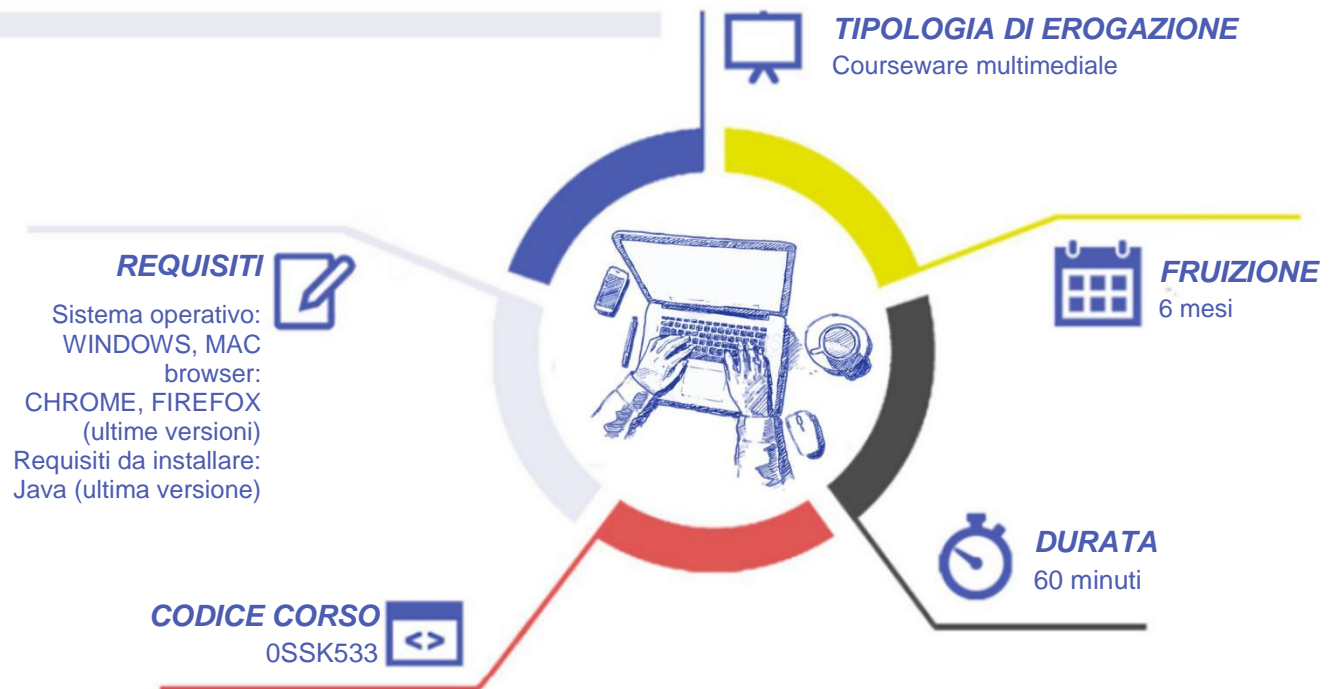 TIPOLOGIA DI EROGAZIONE
Courseware multimediale
REQUISITI
Sistema operativo:
WINDOWS, MAC
browser:
CHROME, FIREFOX
(ultime versioni)
Requisiti da installare:
Java (ultima versione)
FRUIZIONE
6 mesi
DURATA
60 minuti
CODICE CORSO
0SSK533